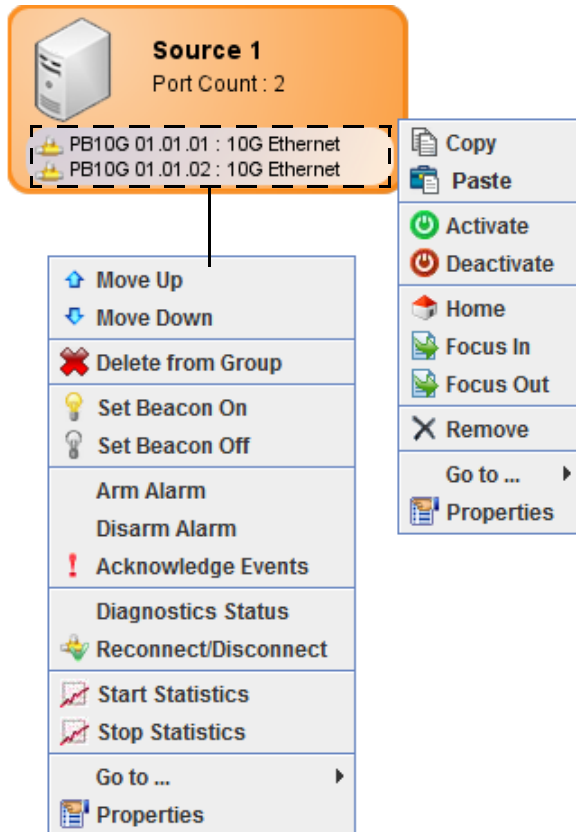 Source 1
Port Count : 2
PB10G 01.01.01 : 10G Ethernet
PB10G 01.01.02 : 10G Ethernet
Copy
Paste
Activate
Deactivate
Home
Focus In
Focus Out
Remove
Go to ...
Properties
Move Up
Move Down
Delete from Group
Set Beacon On
Set Beacon Off
Arm Alarm
Disarm Alarm
Acknowledge Events
Diagnostics Status
Reconnect/Disconnect
Start Statistics
Stop Statistics
Go to ...
Properties